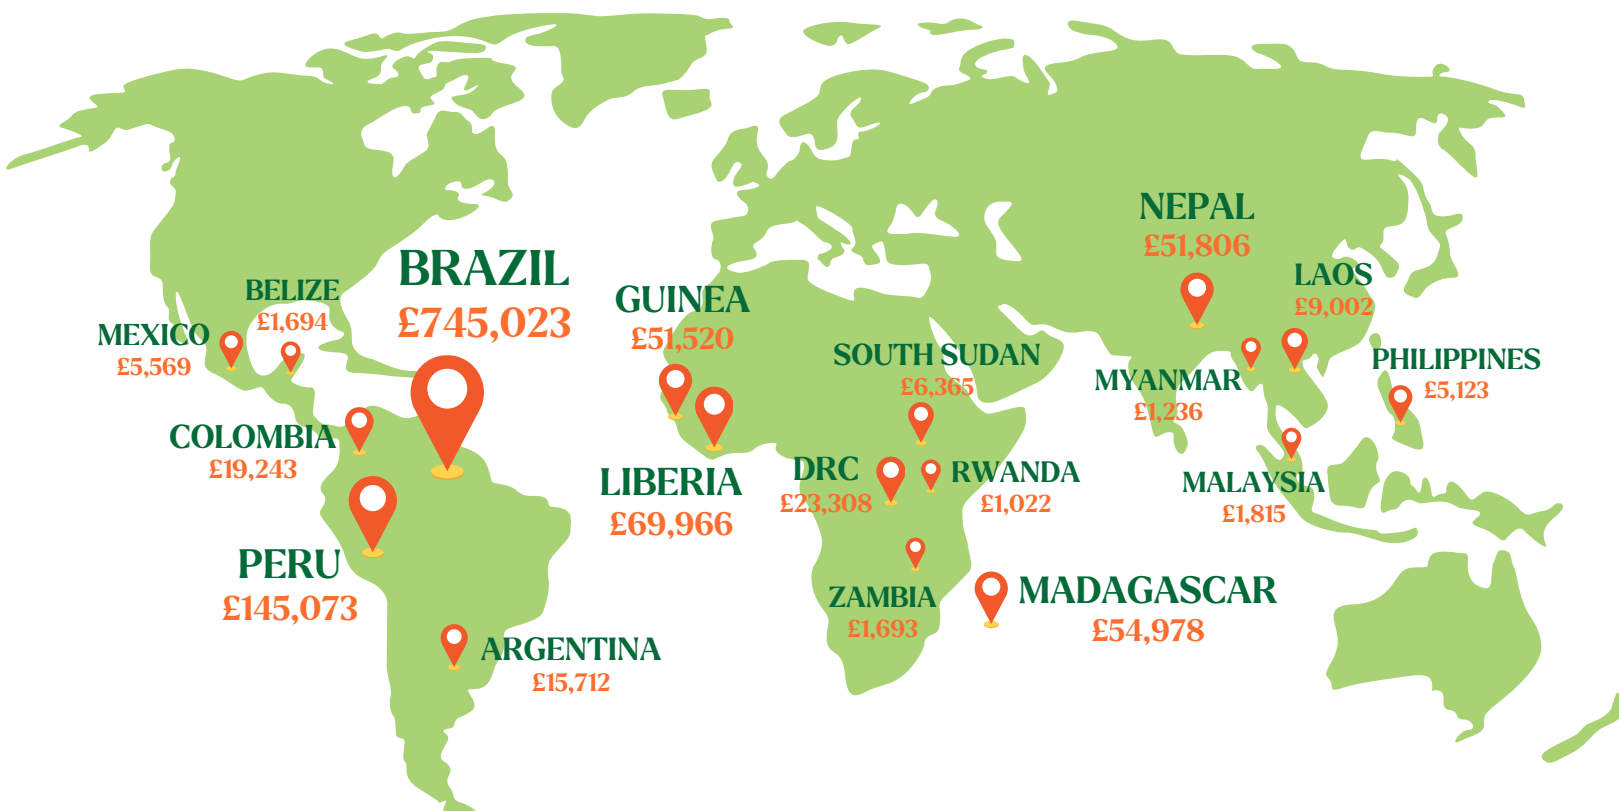 NEPAL
£51,806
BRAZIL
£745,023
LAOS
£9,002
BELIZE
£1,694
GUINEA
£51,520
MEXICO
£5,569
SOUTH SUDAN
£6,365
PHILIPPINES
£5,123
MYANMAR
£1,236
COLOMBIA
£19,243
LIBERIA
£69,966
DRC
£23,308
RWANDA
£1,022
MALAYSIA
£1,815
PERU
£145,073
ZAMBIA
£1,693
MADAGASCAR
£54,978
ARGENTINA
£15,712